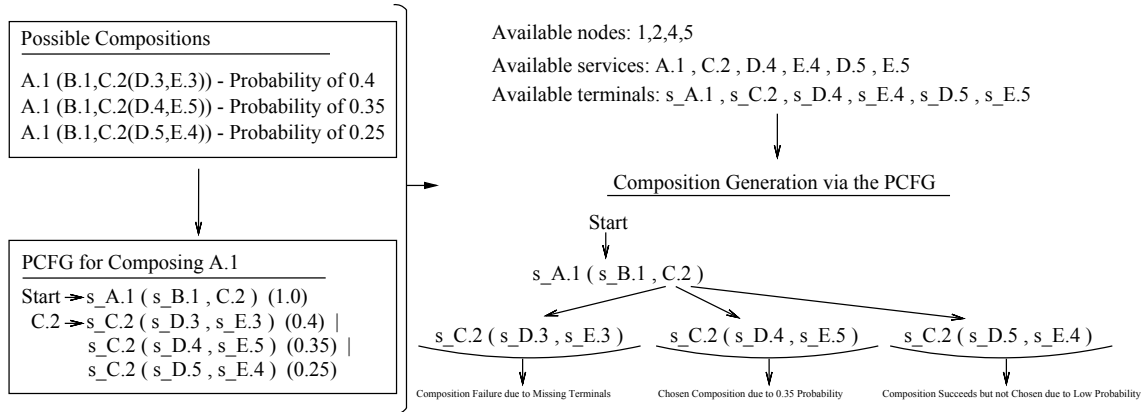 Possible Compositions
A.1 (B.1,C.2(D.3,E.3)) - Probability of 0.4
A.1 (B.1,C.2(D.4,E.5)) - Probability of 0.35
A.1 (B.1,C.2(D.5,E.4)) - Probability of 0.25
PCFG for Composing A.1
Start s_A.1 ( s_B.1 , C.2 ) (1.0)
C.2 s_C.2 ( s_D.3 , s_E.3 ) (0.4) |
s_C.2 ( s_D.4 , s_E.5 ) (0.35) |
s_C.2 ( s_D.5 , s_E.4 ) (0.25)
Available nodes: 1,2,4,5
Available services: A.1 , C.2 , D.4 , E.4 , D.5 , E.5
Available terminals: s_A.1 , s_C.2 , s_D.4 , s_E.4 , s_D.5 , s_E.5
Composition Generation via the PCFG
Start
s_A.1 ( s_B.1 , C.2 )
s_C.2 ( s_D.3 , s_E.3 )
s_C.2 ( s_D.4 , s_E.5 )
s_C.2 ( s_D.5 , s_E.4 )
Composition Failure due to Missing Terminals
Chosen Composition due to 0.35 Probability
Composition Succeeds but not Chosen due to Low Probability